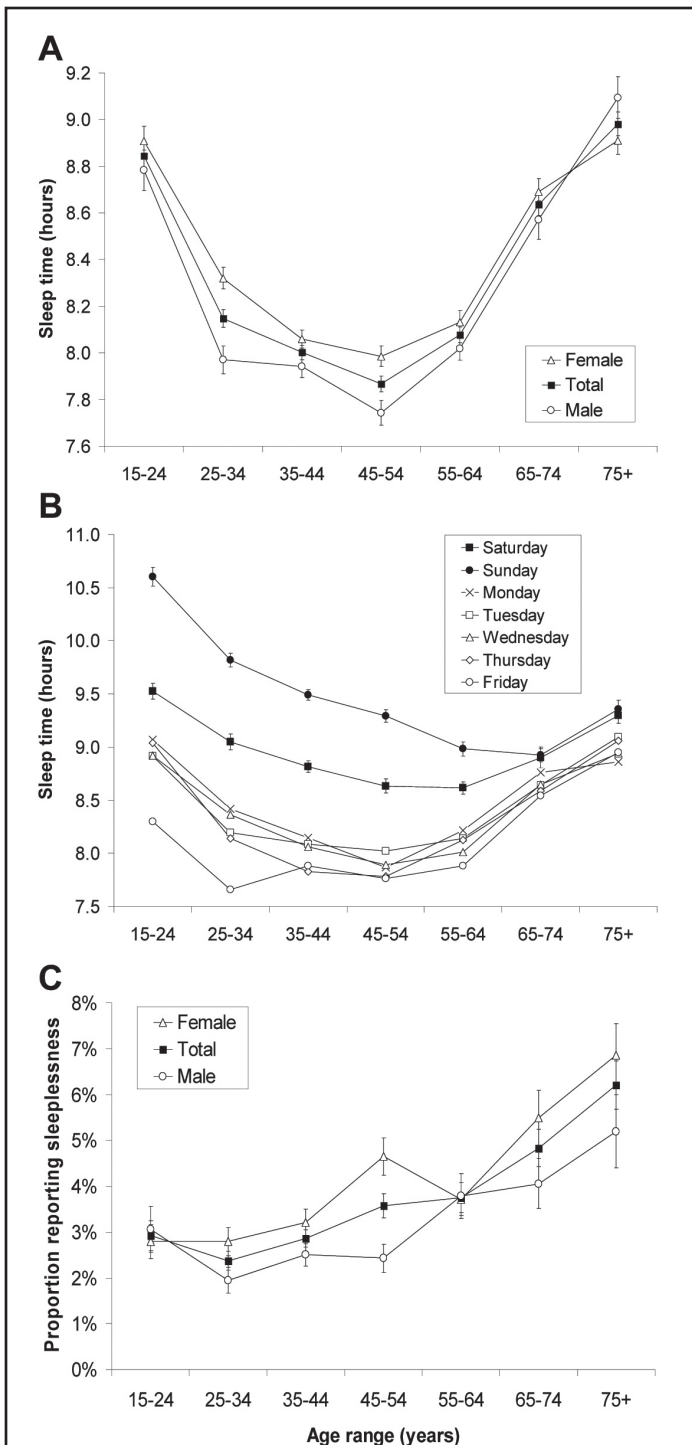 A
9.2
9.0
8.8
8.6
8.4
8.2
8.0
7.8
7.6
Sleep time (hours)
Female
Total
Male
15-24 25-34 35-44 45-54 55-64 65-74 75+
B
11.0
10.5
10.0
9.5
9.0
8.5
8.0
7.5
Sleep time (hours)
Saturday
Sunday
Monday
Tuesday
Wednesday
Thursday
Friday
15-24 25-34 35-44 45-54 55-64 65-74 75+
C
8%
7%
6%
5%
4%
3%
2%
1%
0%
Proportion reporting sleeplessness
Female
Total
Male
15-24 25-34 35-44 45-54 55-64 65-74 75+
Age range (years)